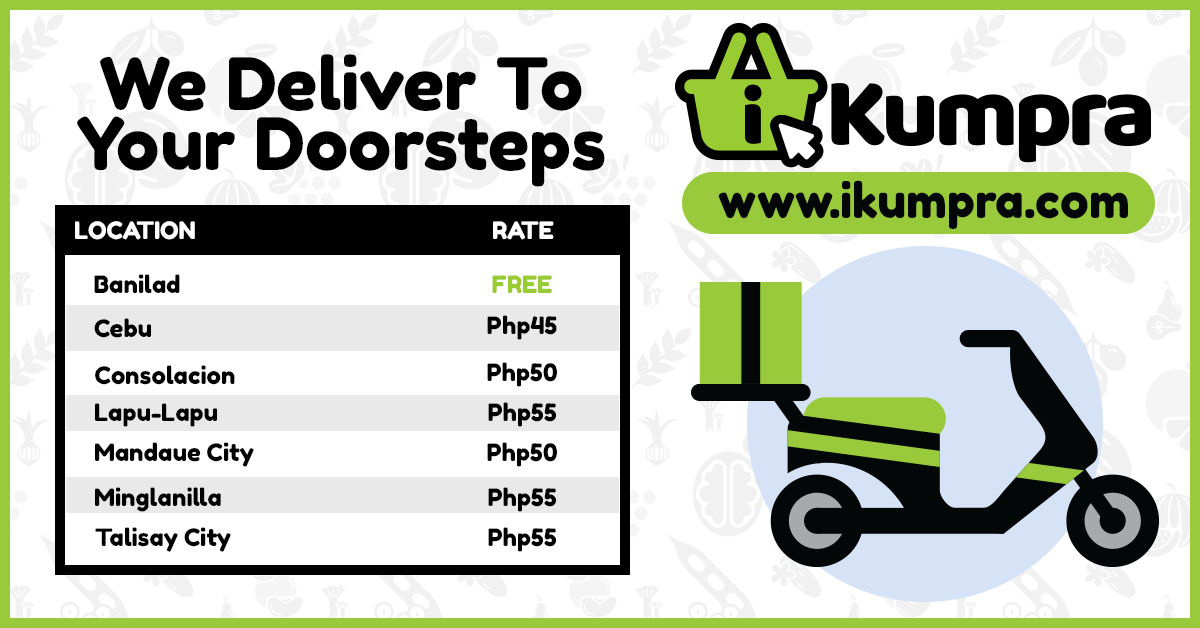 We Deliver To
Your Doorsteps
LOCATION RATE
Banilad FREE
Cebu Php45
Consolacion Php50
Lapu-Lapu Php55
Mandaue City Php50
Minglanilla Php55
Talisay City Php55
iKumpra
www.ikumpra.com